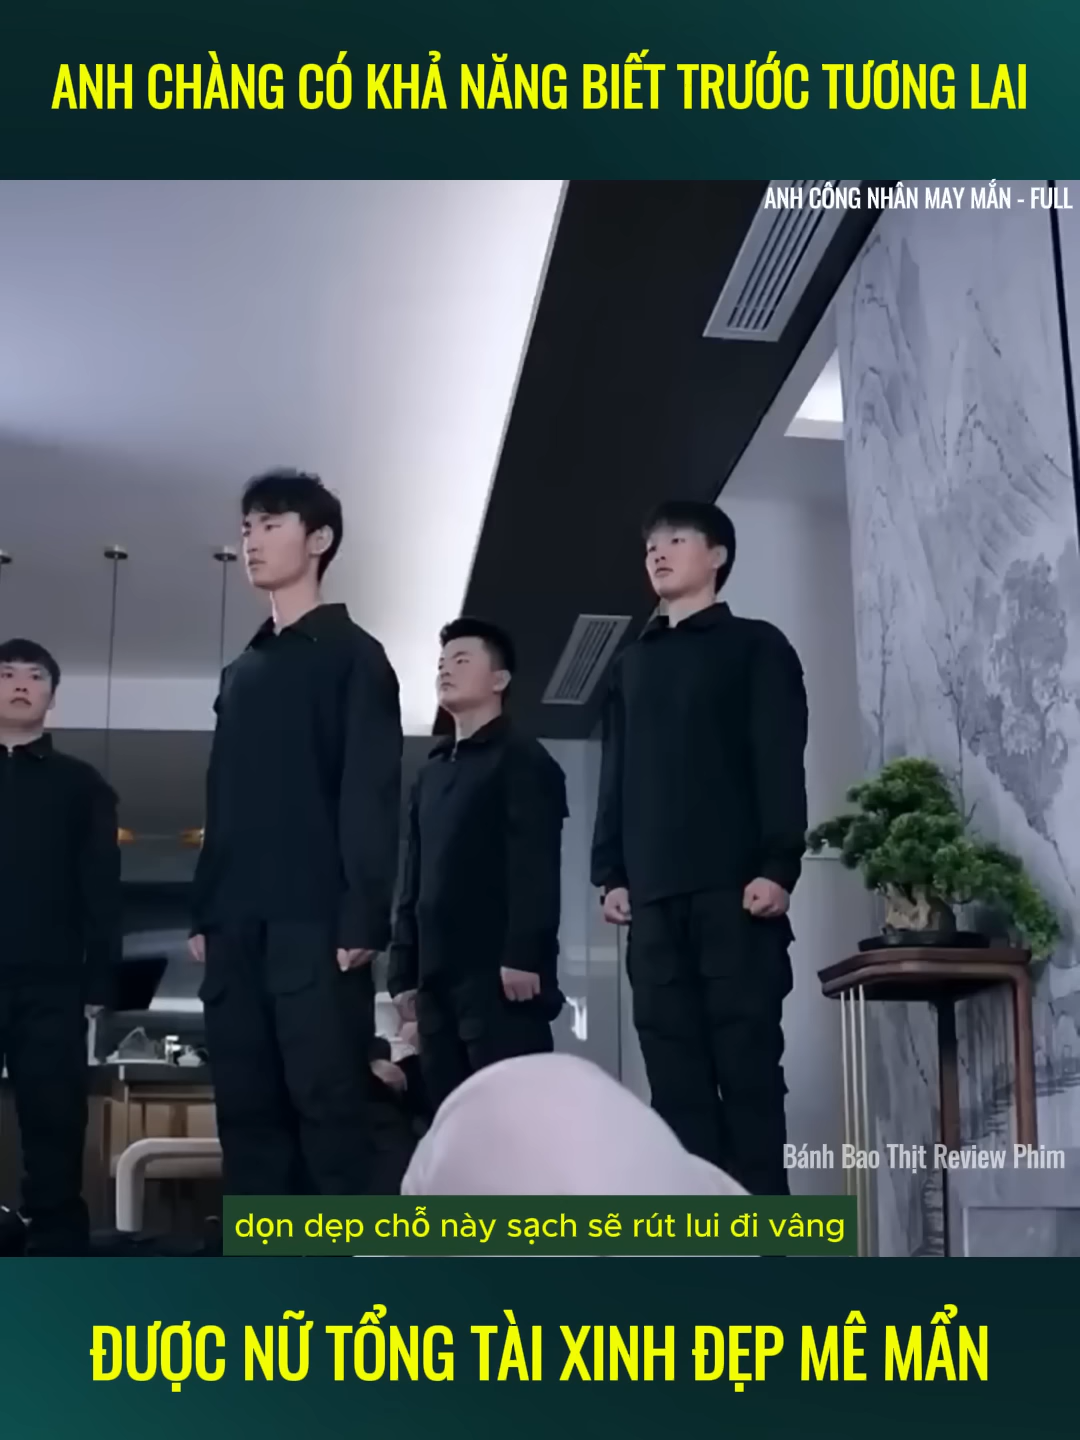 ANH CHÀNG CÓ KHẢ NĂNG BIẾT TRƯỚC TƯƠNG LAI
ANH CÔNG NHÂN MAY MẮN - FULL
Bánh Bao Thịt Review Phim
dọn dẹp chỗ này sạch sẽ rút lui đi vâng
ĐƯỢC NỮ TỔNG TÀI XINH ĐẸP MÊ MẨN